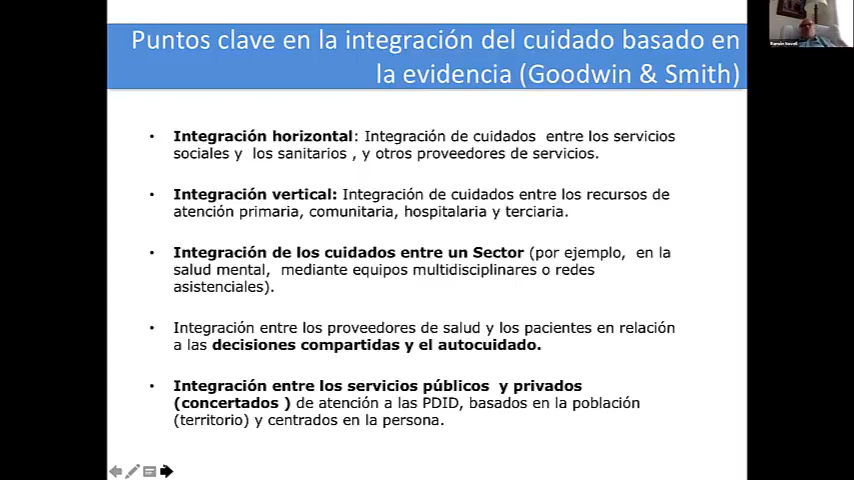 Puntos clave en la integración del cuidado basado en
la evidencia (Goodwin & Smith)
• Integración horizontal: Integración de cuidados entre los servicios
sociales y los sanitarios , y otros proveedores de servicios.
• Integración vertical: Integración de cuidados entre los recursos de
atención primaria, comunitaria, hospitalaria y terciaria.
• Integración de los cuidados entre un Sector (por ejemplo, en la
salud mental, mediante equipos multidisciplinares o redes
asistenciales).
• Integración entre los proveedores de salud y los pacientes en relación
a las decisiones compartidas y el autocuidado.
• Integración entre los servicios públicos y privados
(concertados ) de atención a las PDID, basados en la población
(territorio) y centrados en la persona.